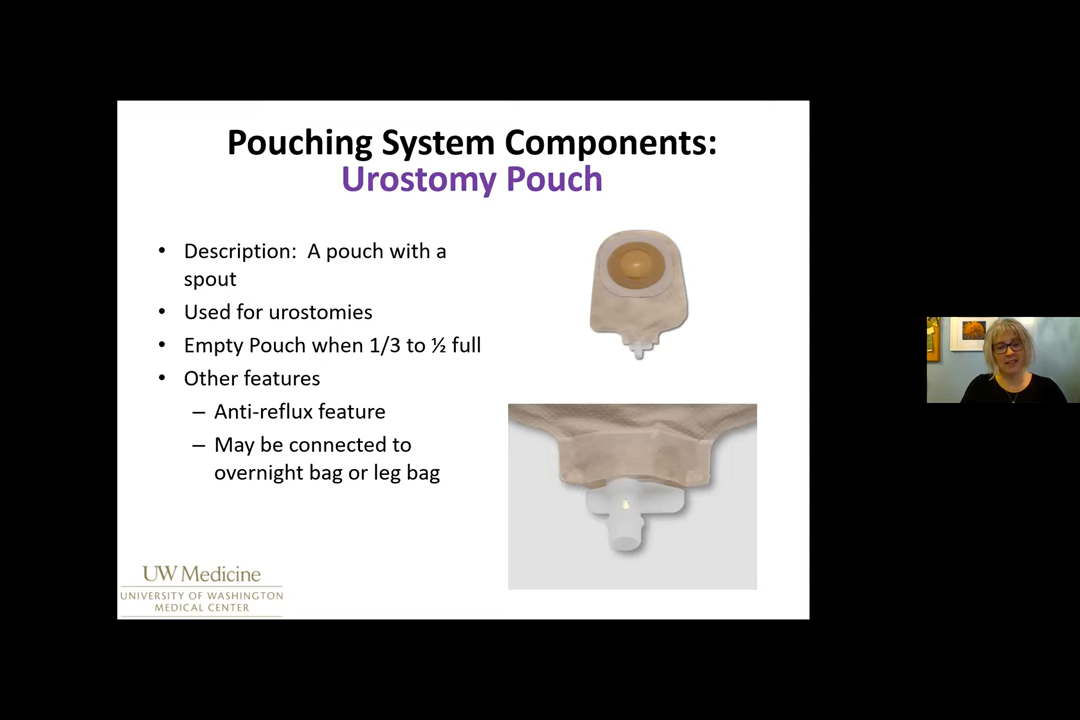 Pouching System Components:
Urostomy Pouch
• Description: A pouch with a
spout
• Used for urostomies
• Empty Pouch when 1/3 to ½ full
• Other features
– Anti-reflux feature
– May be connected to
overnight bag or leg bag
UW Medicine
UNIVERSITY OF WASHINGTON
MEDICAL CENTER